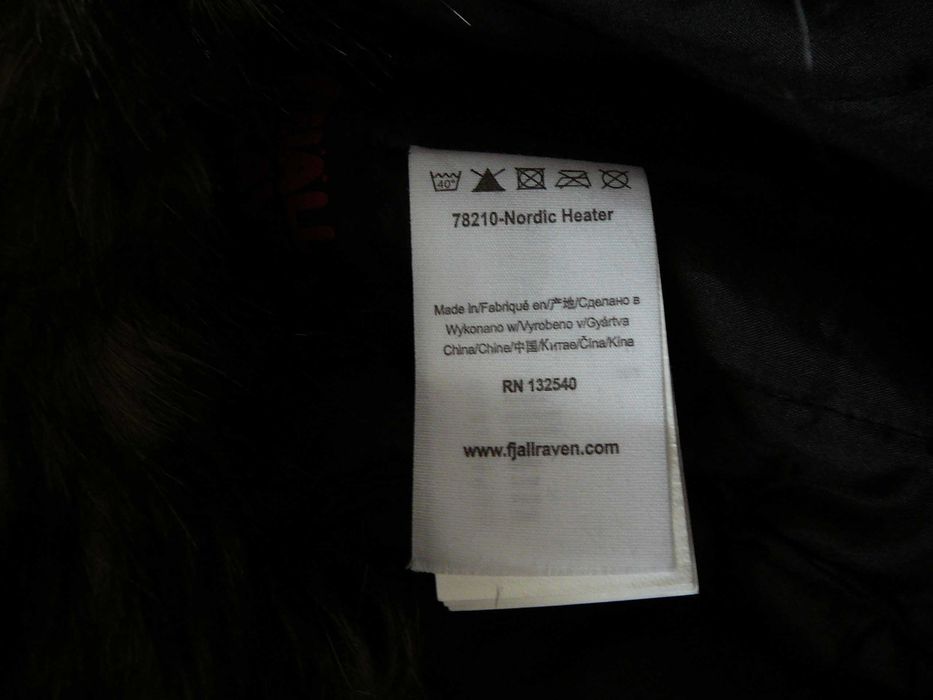 40°
78210-Nordic Heater
Made in/Fabriqué en/产地/Сделано в
Wykonano w/Vyrobeno v/Gyártva
China/Chine/中国/Китае/Čína/Kína
RN 132540
www.fjallraven.com